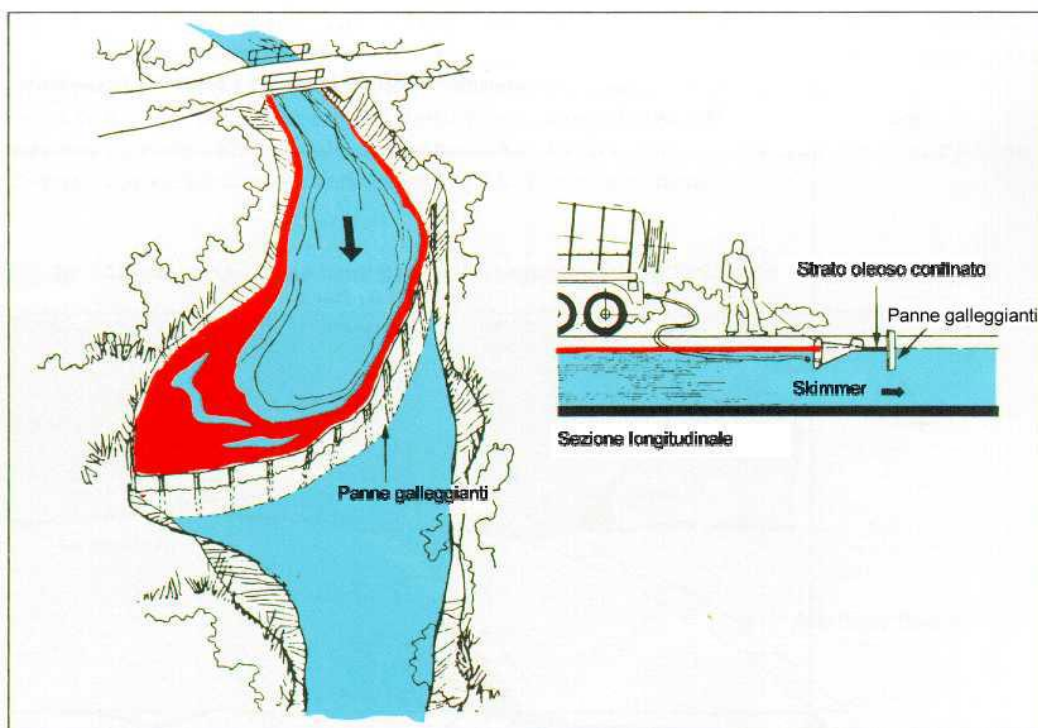 Strato oleoso confinato
Panne galleggianti
Skimmer
Sezione longitudinale
Panne galleggianti